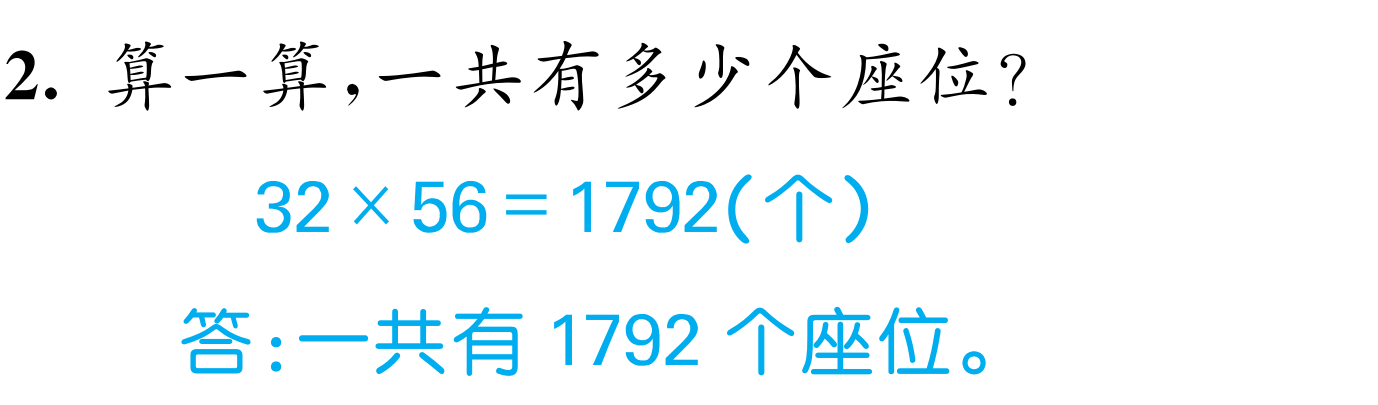 2. 算一算,一共有多少个座位?
32×56=1792(个)
答:一共有 1792 个座位。